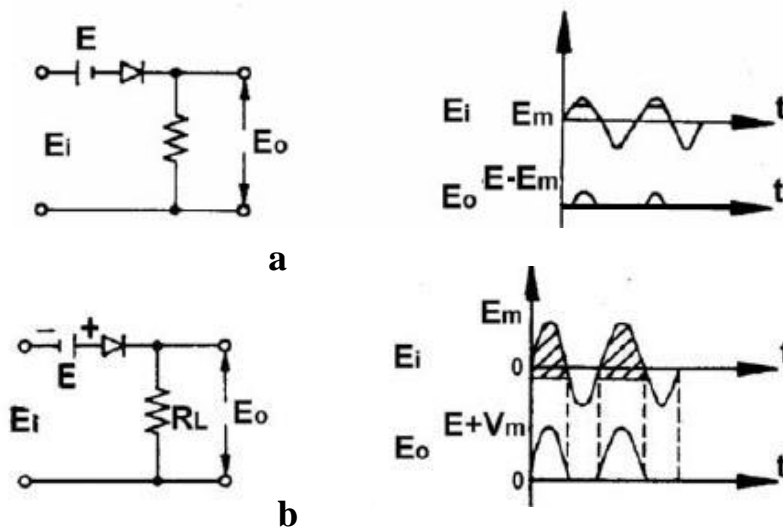 E
Ei
Eo
Ei Em t
E-Em
Eo t
a
Em
Ei 0 t
E+Vm
Eo
0 t
− +
E
Ei
RL Eo
b